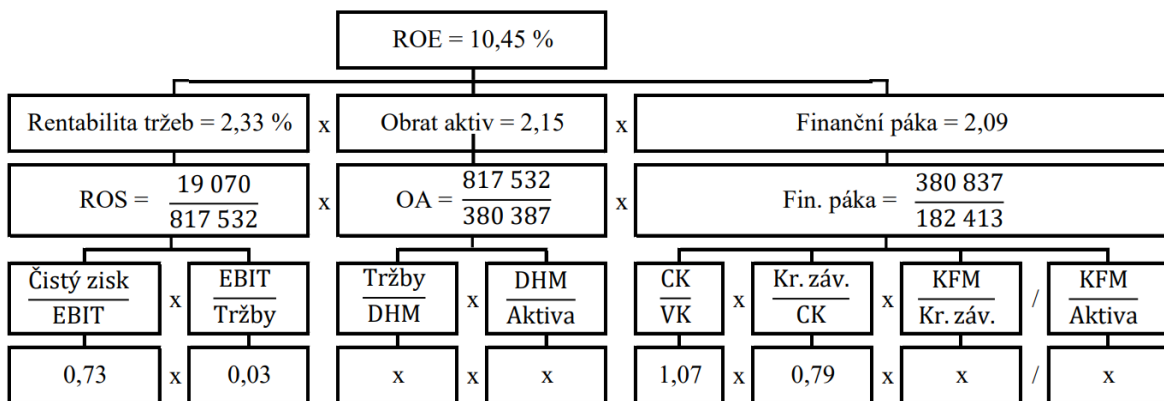 ROE = 10,45 %
Rentabilita tržeb = 2,33 % x Obrat aktiv = 2,15 x Finanční páka = 2,09
ROS = 19 070 / 817 532 x OA = 817 532 / 380 387 x Fin. páka = 380 837 / 182 413
Čistý zisk / EBIT x EBIT / Tržby Tržby / DHM x DHM / Aktiva CK / VK x Kr. záv. / CK x KFM / Kr. záv. / KFM / Aktiva
0,73 x 0,03 x x x 1,07 x 0,79 x x / x